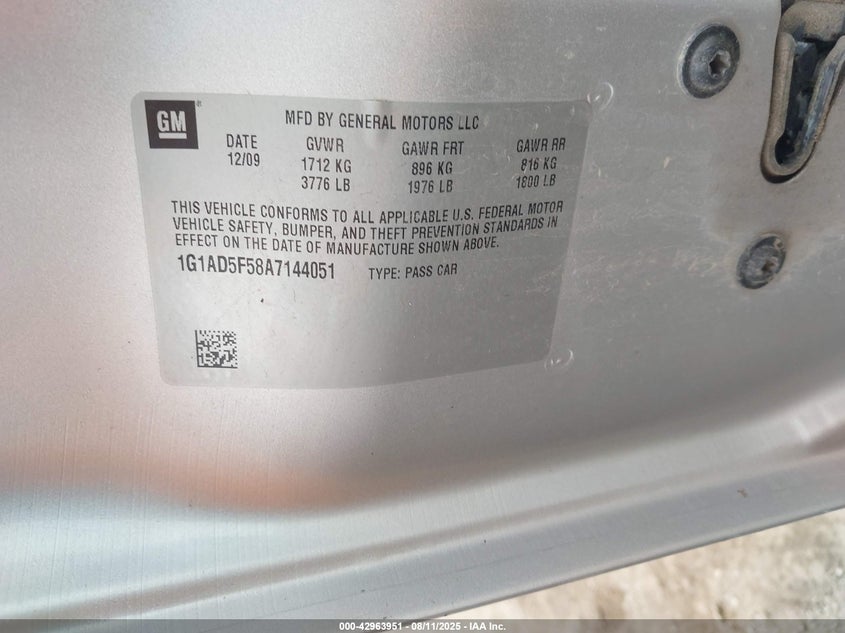 GM
MFD BY GENERAL MOTORS LLC
DATE GVWR GAWR FRT GAWR RR
12/09 1712 KG 896 KG 816 KG
3776 LB 1976 LB 1800 LB
THIS VEHICLE CONFORMS TO ALL APPLICABLE U.S. FEDERAL MOTOR
VEHICLE SAFETY, BUMPER, AND THEFT PREVENTION STANDARDS IN
EFFECT ON THE DATE OF MANUFACTURE SHOWN ABOVE.
1G1AD5F58A7144051 TYPE: PASS CAR
000-42963951 - 08/11/2025 - IAA Inc.